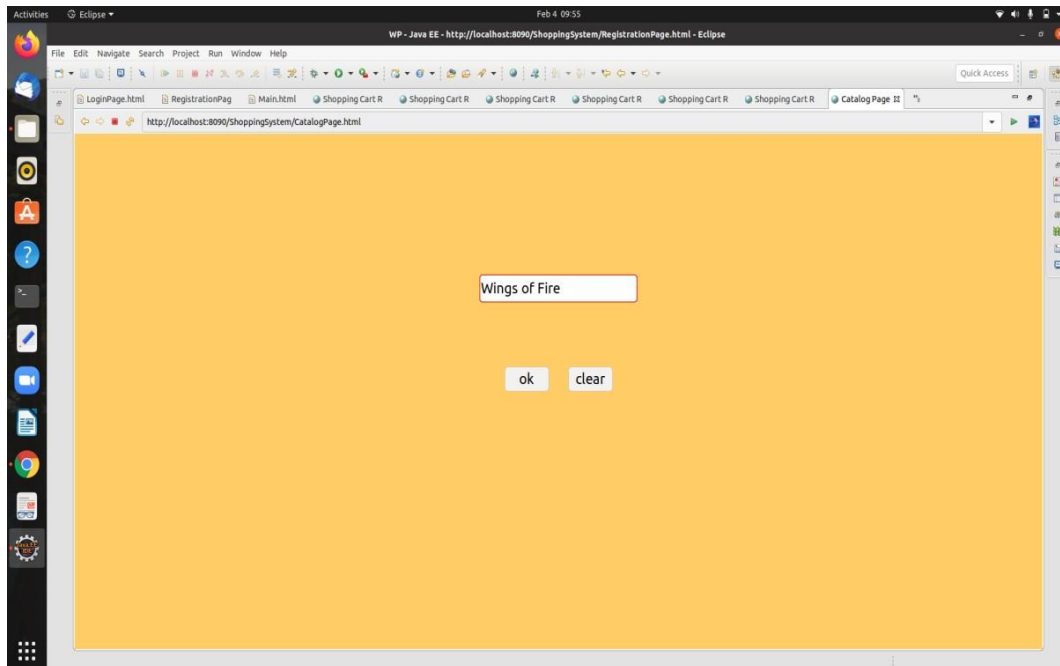 Activities Eclipse Feb 4 09:55
WP - Java EE - http://localhost:8090/ShoppingSystem/RegistrationPage.html - Eclipse
File Edit Navigate Search Project Run Window Help
Quick Access
LoginPage.html RegistrationPag Main.html Shopping Cart R Shopping Cart R Shopping Cart R Shopping Cart R Shopping Cart R Shopping Cart R Catalog Page
http://localhost:8090/ShoppingSystem/CatalogPage.html
Wings of Fire
ok clear